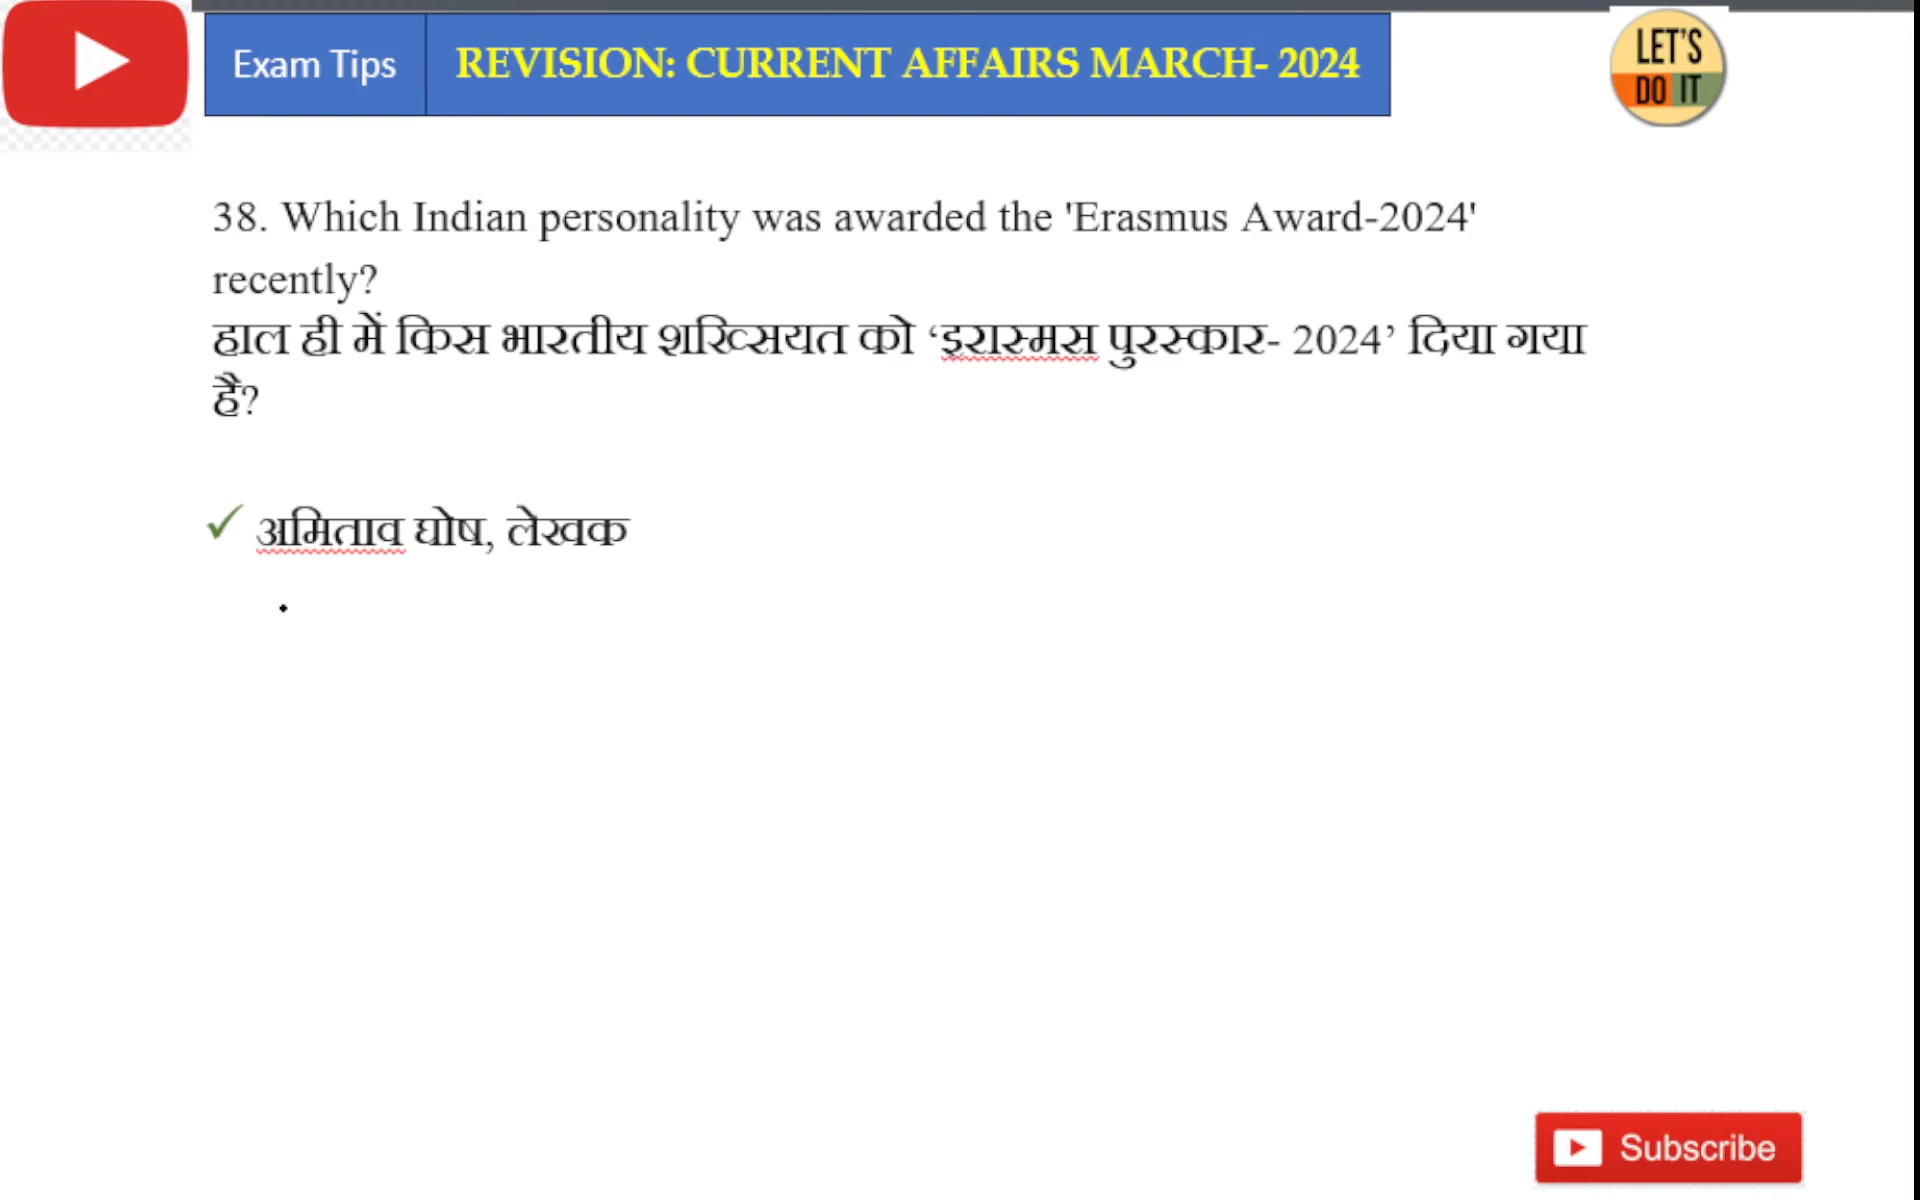 Exam Tips
REVISION: CURRENT AFFAIRS MARCH- 2024
LET'S
DO IT
38. Which Indian personality was awarded the 'Erasmus Award-2024'
recently?
हाल ही में किस भारतीय शख्सियत को ‘इरास्मस पुरस्कार- 2024’ दिया गया
है?
अमिताव घोष, लेखक
Subscribe